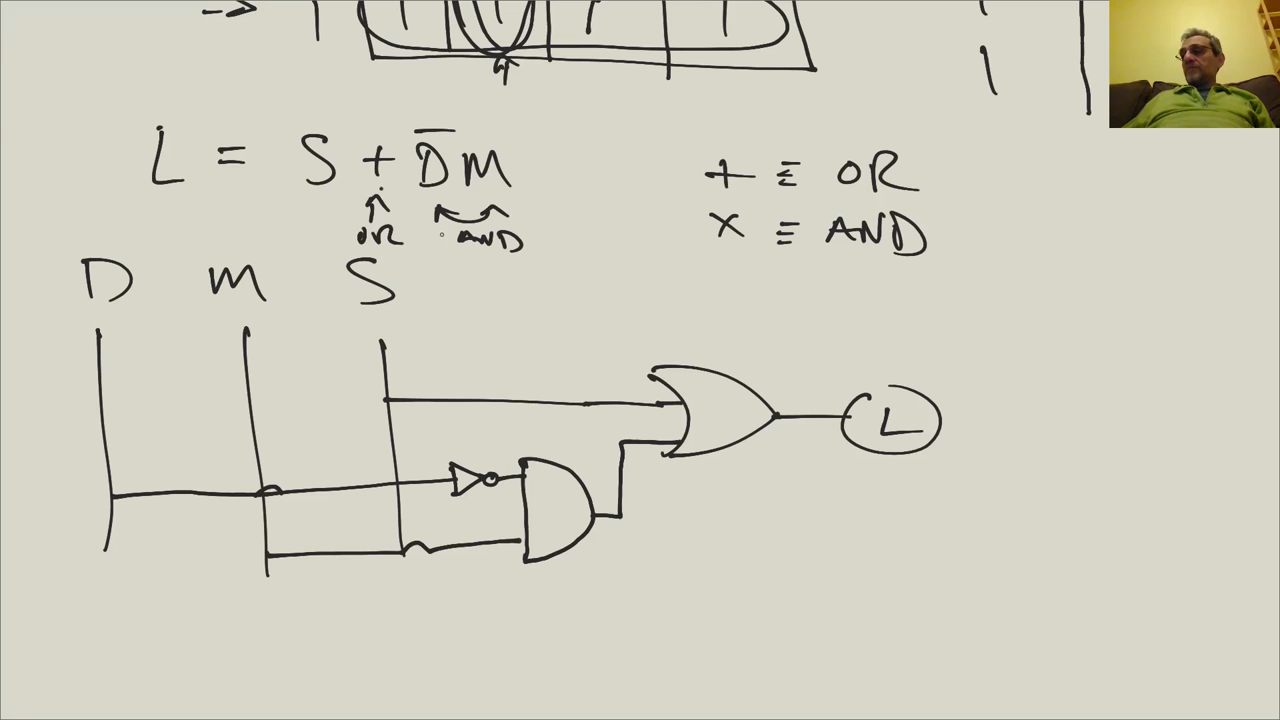 L = S + D̅M
OR AND
+ ≡ OR
× ≡ AND
D M S
L